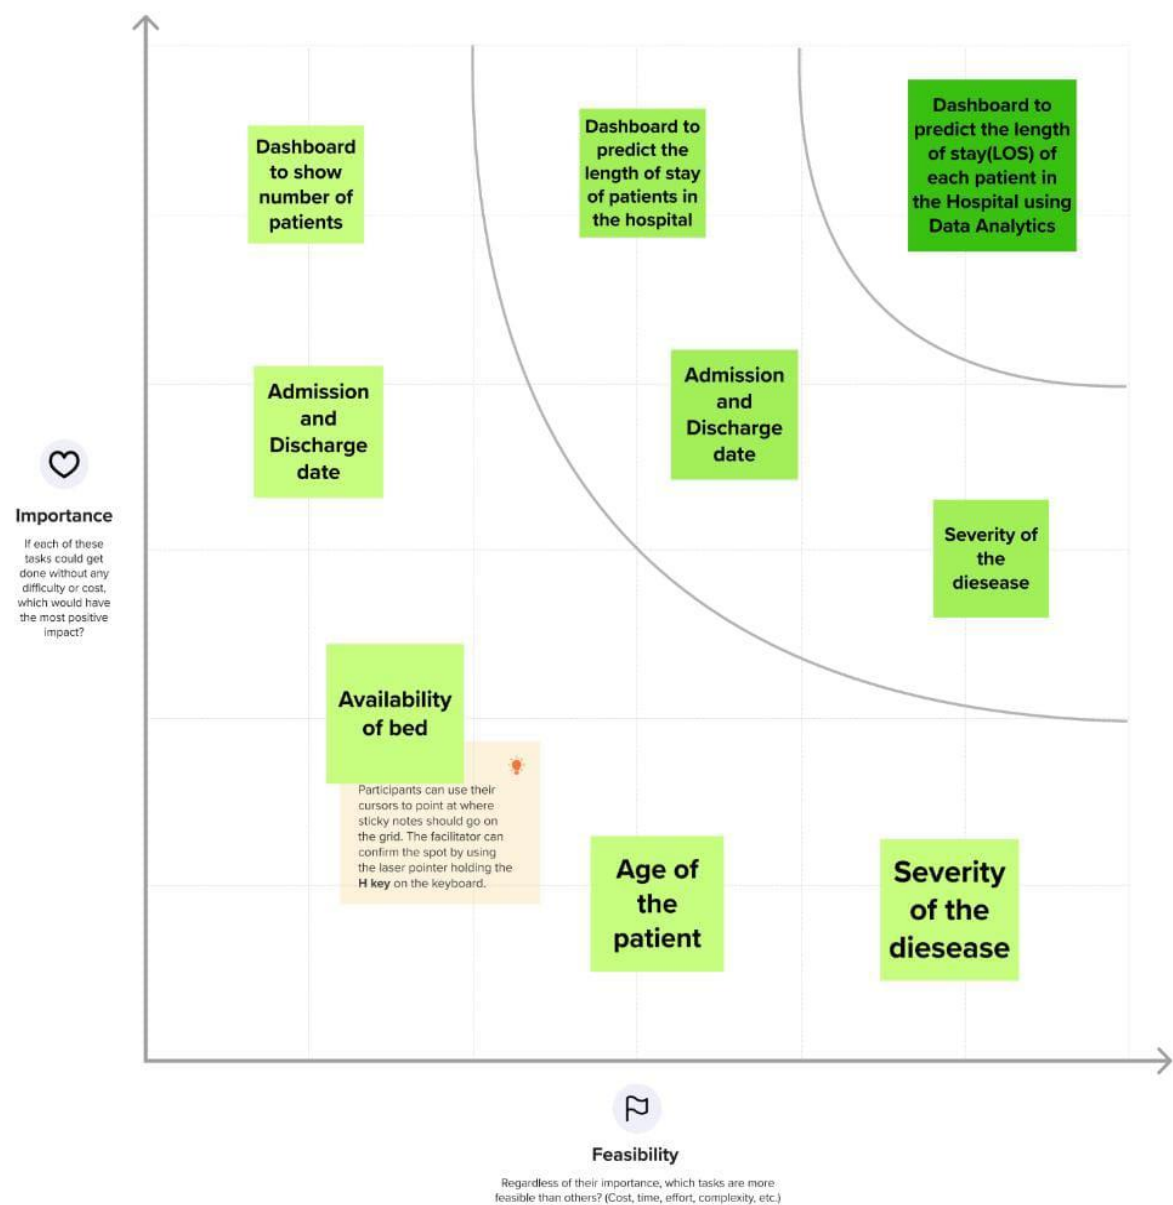 Dashboard
to show
number of
patients
Dashboard to
predict the
length of stay
of patients in
the hospital
Dashboard to
predict the length
of stay(LOS) of
each patient in
the Hospital using
Data Analytics
Admission
and
Discharge
date
Admission
and
Discharge
date
Importance
If each of these
tasks could get
done without any
difficulty or cost,
which would have
the most positive
impact?
Severity of
the
diesease
Availability
of bed
Participants can use their
cursors to point at where
sticky notes should go on
the grid. The facilitator can
confirm the spot by using
the laser pointer holding the
H key on the keyboard.
Age of
the
patient
Severity
of the
diesease
Feasibility
Regardless of their importance, which tasks are more
feasible than others? (Cost, time, effort, complexity, etc.)